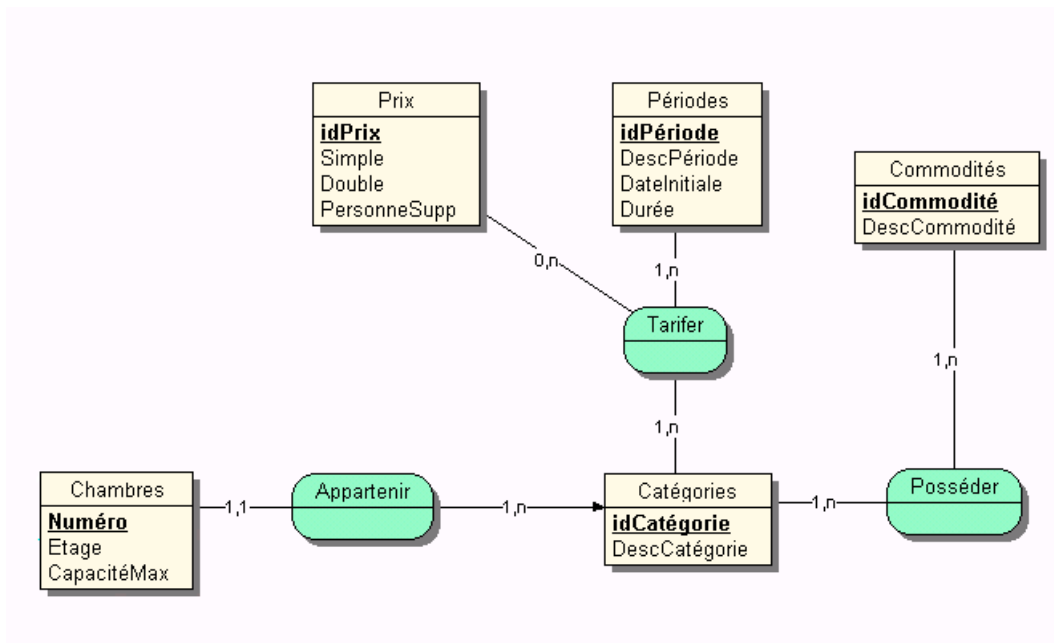 Prix
idPrix
Simple
Double
PersonneSupp
Périodes
idPériode
DescPériode
DateInitiale
Durée
Commodités
idCommodité
DescCommodité
0,n
1,n
Tarifer
1,n
1,n
Chambres
Numéro
Etage
CapacitéMax
1,1
Appartenir
1,n
Catégories
idCatégorie
DescCatégorie
1,n
Posséder